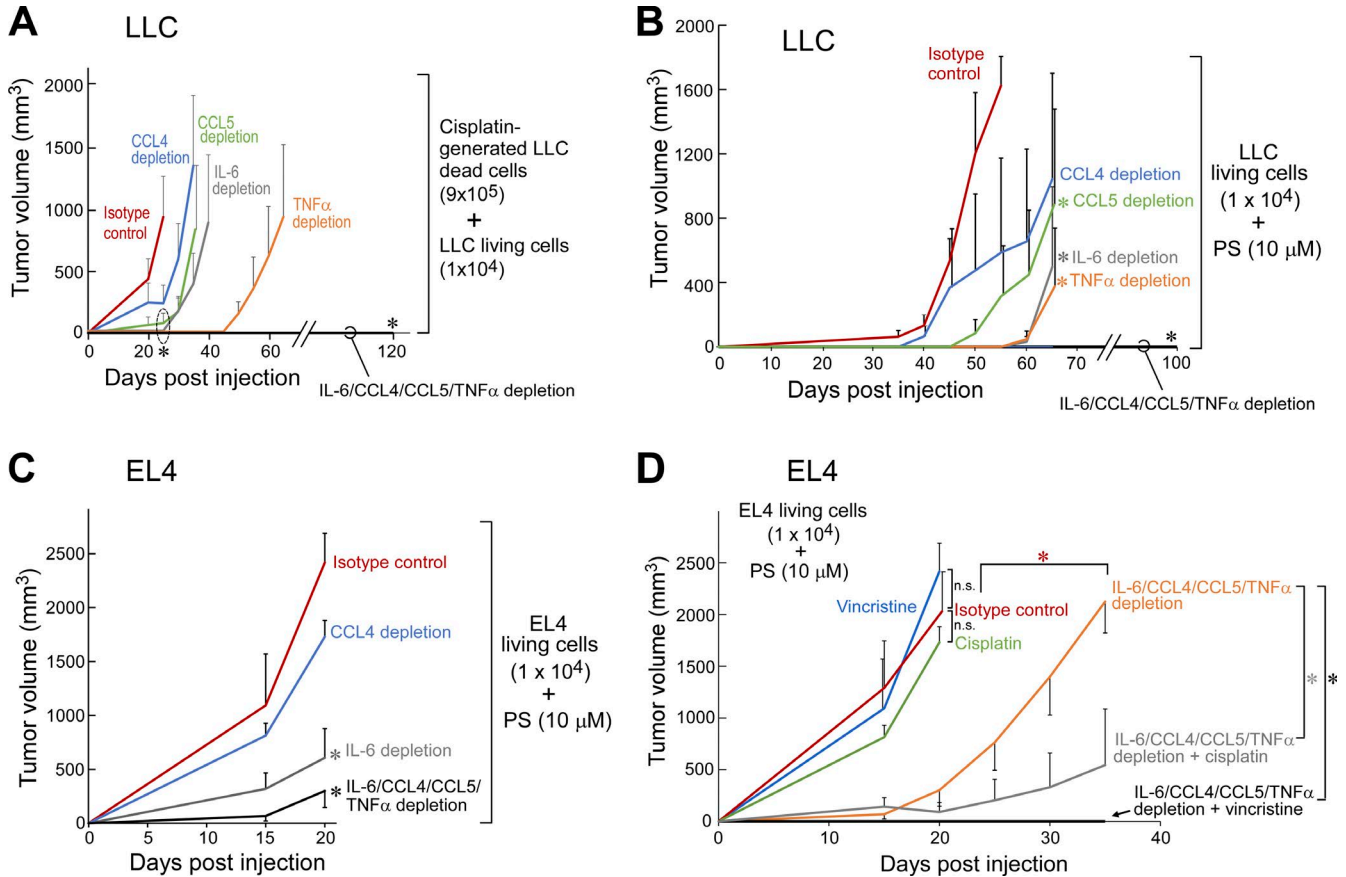 A
LLC
Tumor volume (mm3)
2000
1500
1000
500
0
CCL4
depletion
CCL5
depletion
IL-6
depletion
Isotype
control
TNFα
depletion
0
20
40
60
120
*
*
Days post injection
IL-6/CCL4/CCL5/TNFα depletion
Cisplatin-
generated LLC
dead cells
(9x105)
+
LLC living cells
(1x104)
B
LLC
Tumor volume (mm3)
2000
1600
1200
800
400
0
Isotype
control
CCL4 depletion
*CCL5 depletion
*IL-6 depletion
*TNFα depletion
*
0
10
20
30
40
50
60
70
100
Days post injection
IL-6/CCL4/CCL5/TNFα depletion
LLC
living cells
(1 x 104)
+
PS (10 μM)
C
EL4
Tumor volume (mm3)
2500
2000
1500
1000
500
0
Isotype control
CCL4 depletion
* IL-6 depletion
* IL-6/CCL4/CCL5/
TNFα depletion
0
5
10
15
20
Days post injection
EL4
living cells
(1 x 104)
+
PS (10 μM)
D
EL4
EL4 living cells
(1 x 104)
+
PS (10 μM)
Tumor volume (mm3)
2500
2000
1500
1000
500
0
Vincristine
n.s.
Isotype control
n.s.
Cisplatin
*
IL-6/CCL4/CCL5/TNFα
depletion
*
*
IL-6/CCL4/CCL5/TNFα
depletion + cisplatin
IL-6/CCL4/CCL5/TNFα
depletion + vincristine
0
10
20
30
40
Days post injection